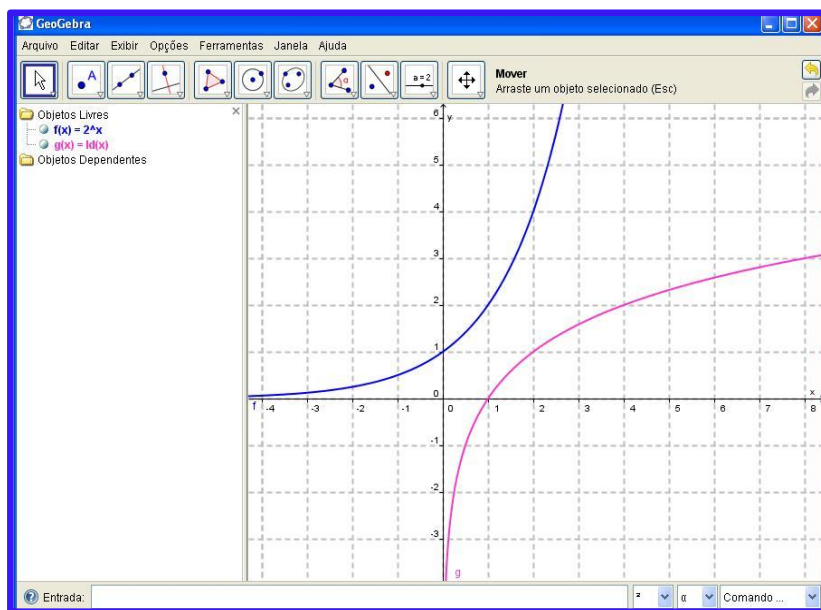 GeoGebra
Arquivo Editar Exibir Opções Ferramentas Janela Ajuda
A
α
a = 2
Mover
Arraste um objeto selecionado (Esc)
Objetos Livres
f(x) = 2^x
g(x) = ld(x)
Objetos Dependentes
6
y
5
4
3
2
1
0
x
f
-4 -3 -2 -1 0 1 2 3 4 5 6 7 8
-1
-2
-3
g
Entrada:
² α Comando ...